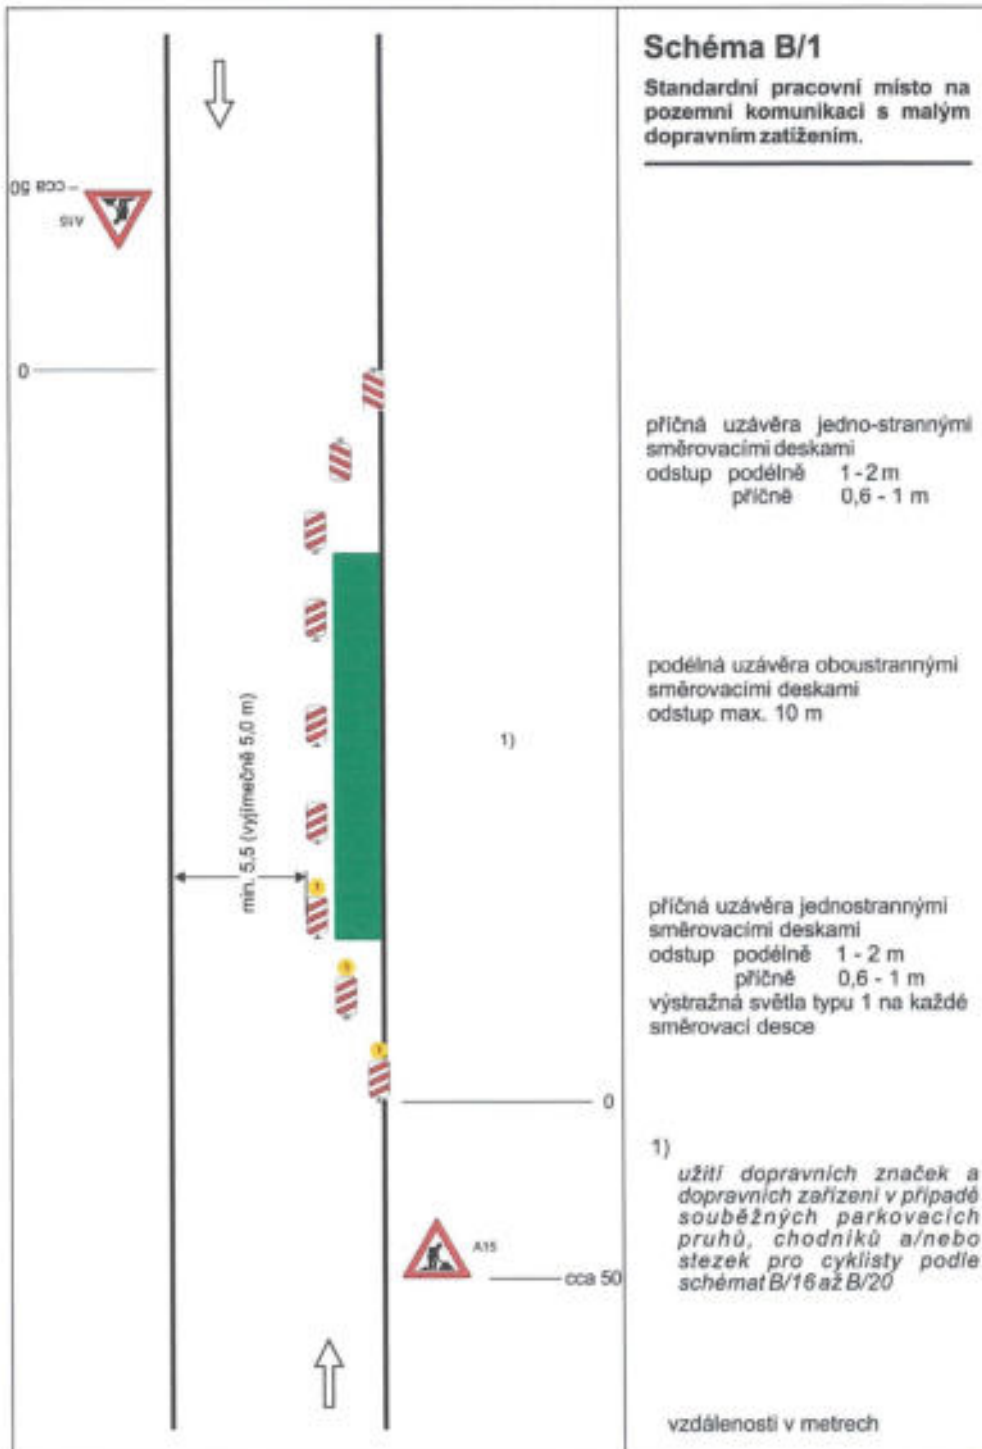 Schéma B/1
Standardní pracovní místo na
pozemní komunikaci s malým
dopravním zatížením.
cca 50
A15
0
příčná uzávěra jedno-strannými
směrovacími deskami
odstup podélně 1 - 2 m
příčně 0,6 - 1 m
podélná uzávěra oboustrannými
směrovacími deskami
odstup max. 10 m
min. 5,5 (vyjímečně 5,0 m)
1)
1
1
1
příčná uzávěra jednostrannými
směrovacími deskami
odstup podélně 1 - 2 m
příčně 0,6 - 1 m
výstražná světla typu 1 na každé
směrovací desce
0
A15
cca 50
1)
užití dopravních značek a
dopravních zařízení v případě
souběžných parkovacích
pruhů, chodníků a/nebo
stezek pro cyklisty podle
schémat B/16 až B/20
vzdálenosti v metrech